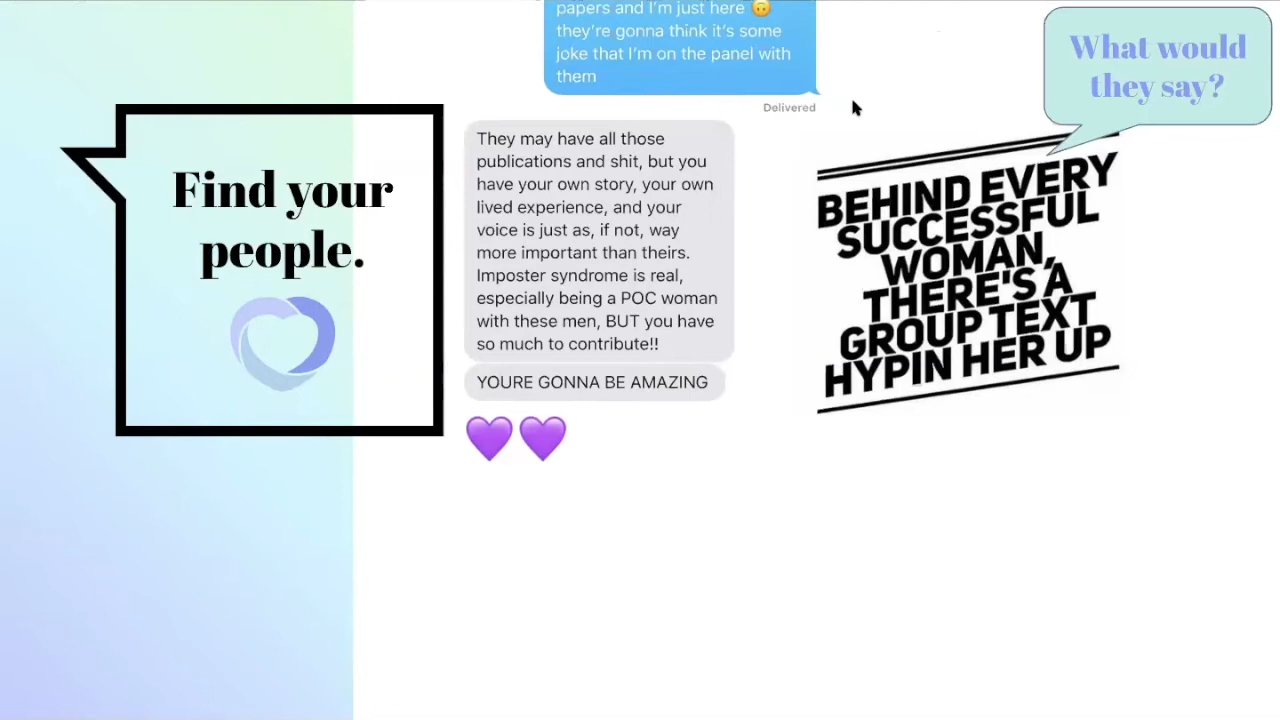 Find your
people.
papers and I'm just here 🙃
they're gonna think it's some
joke that I'm on the panel with
them
Delivered
They may have all those
publications and shit, but you
have your own story, your own
lived experience, and your
voice is just as, if not, way
more important than theirs.
Imposter syndrome is real,
especially being a POC woman
with these men, BUT you have
so much to contribute!!
YOURE GONNA BE AMAZING
💜💜
What would
they say?
BEHIND EVERY
SUCCESSFUL
WOMAN,
THERE'S A
GROUP TEXT
HYPIN HER UP